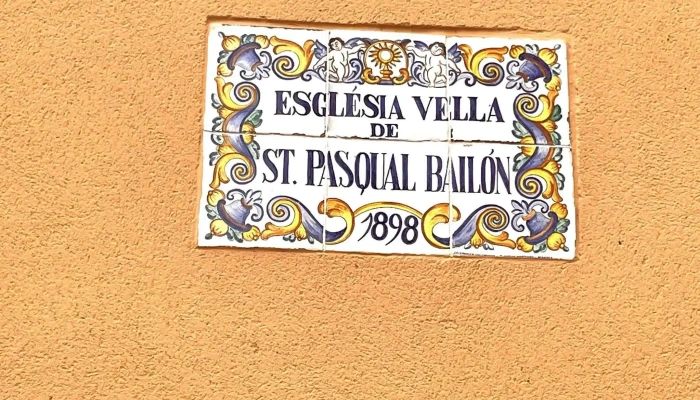 ESGLÉSIA VELLA
DE
ST. PASQUAL BAILÓN
1898